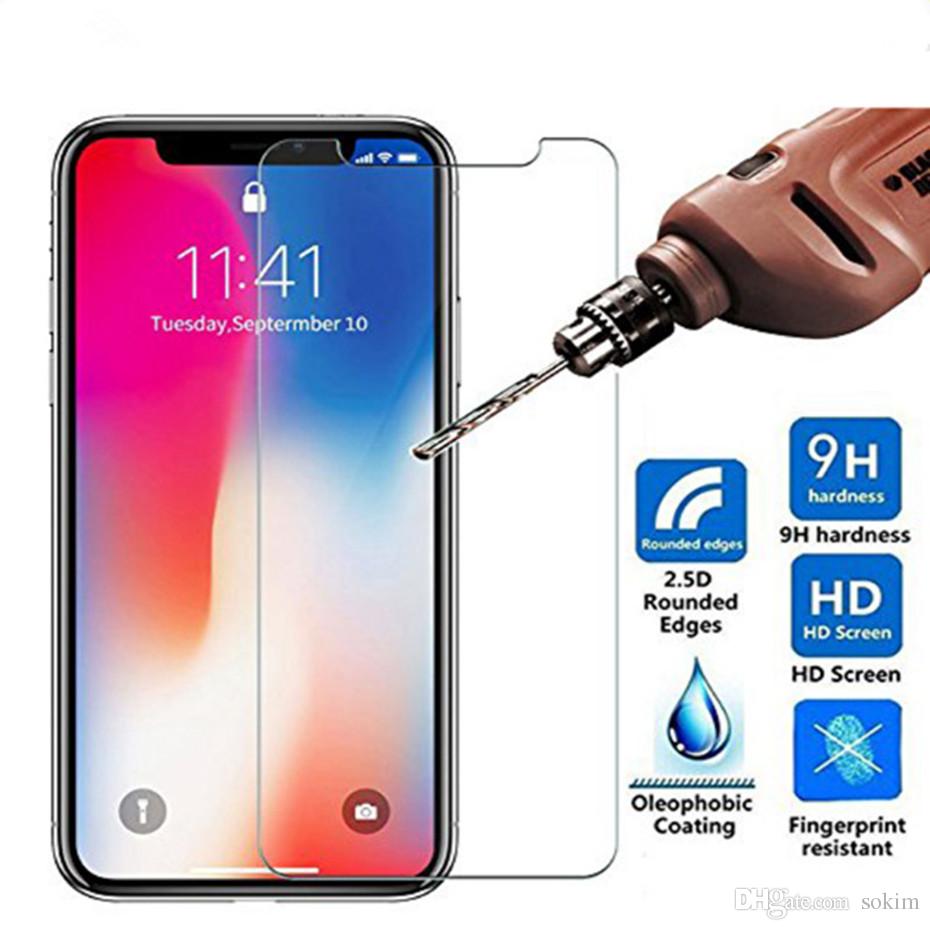 11:41
Tuesday,Septermber 10
9H
hardness
9H hardness
Rounded edges
2.5D
Rounded
Edges
HD
HD Screen
HD Screen
Oleophobic
Coating
Fingerprint
resistant
DHgate.com sokim